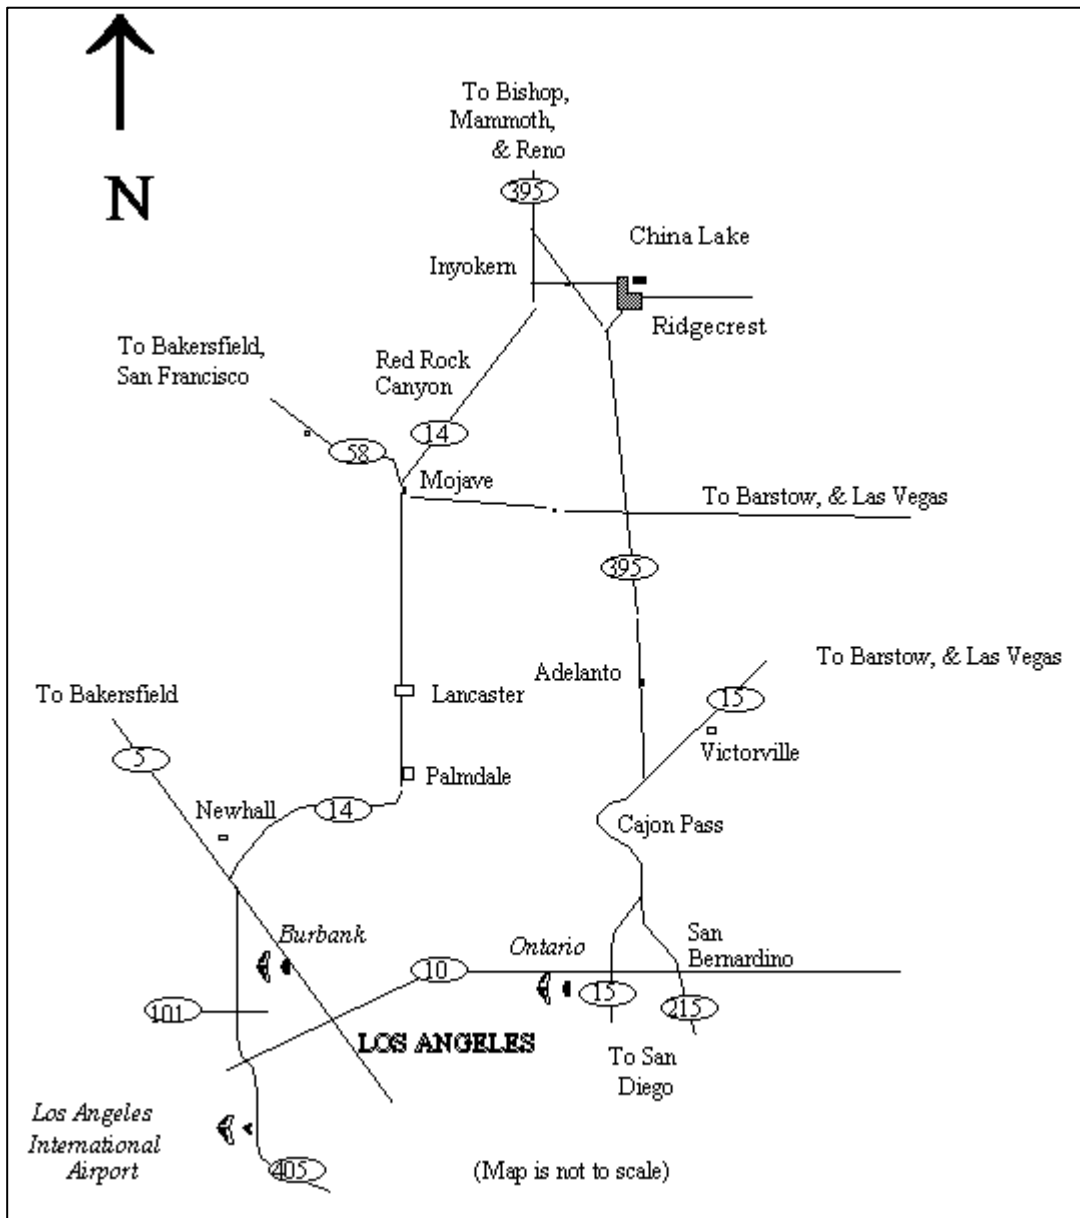 N
To Bishop,
Mammoth,
& Reno
395
China Lake
Inyokern
Ridgecrest
To Bakersfield,
San Francisco
Red Rock
Canyon
14
58
Mojave
To Barstow, & Las Vegas
395
To Barstow, & Las Vegas
Adelanto
To Bakersfield
Lancaster
15
Victorville
5
Palmdale
Newhall
14
Cajon Pass
Burbank
Ontario
San
Bernardino
10
15
215
101
LOS ANGELES
To San
Diego
Los Angeles
International
Airport
405
(Map is not to scale)